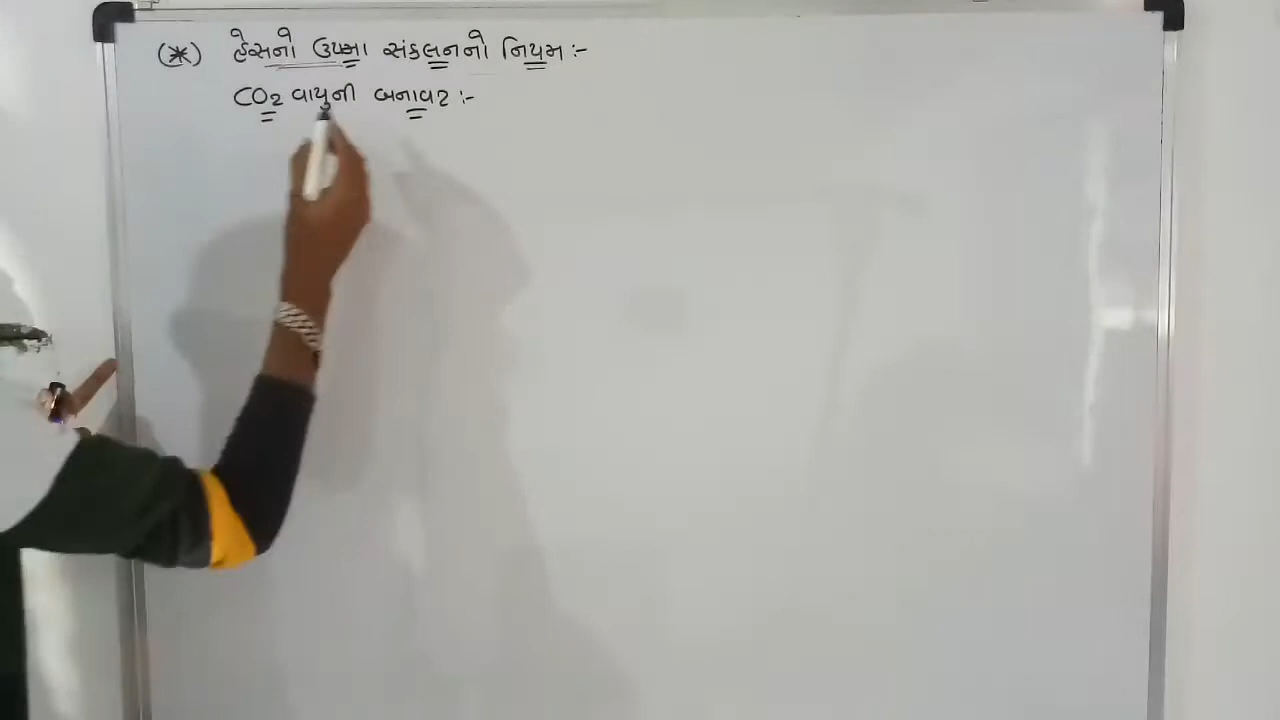 (*) હેસનો ઉષ્મા સંકલનનો નિયમ :-
CO₂ વાયુની બનાવટ :-